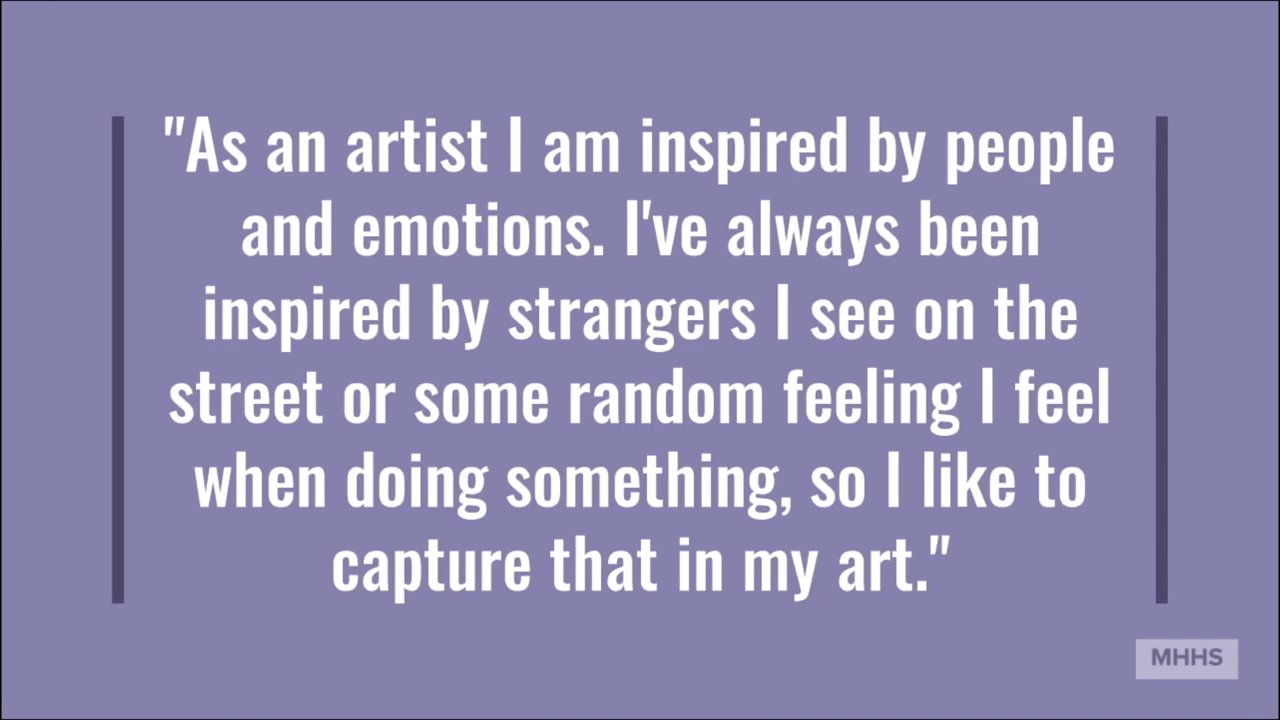 "As an artist I am inspired by people
and emotions. I've always been
inspired by strangers I see on the
street or some random feeling I feel
when doing something, so I like to
capture that in my art."
MHHS